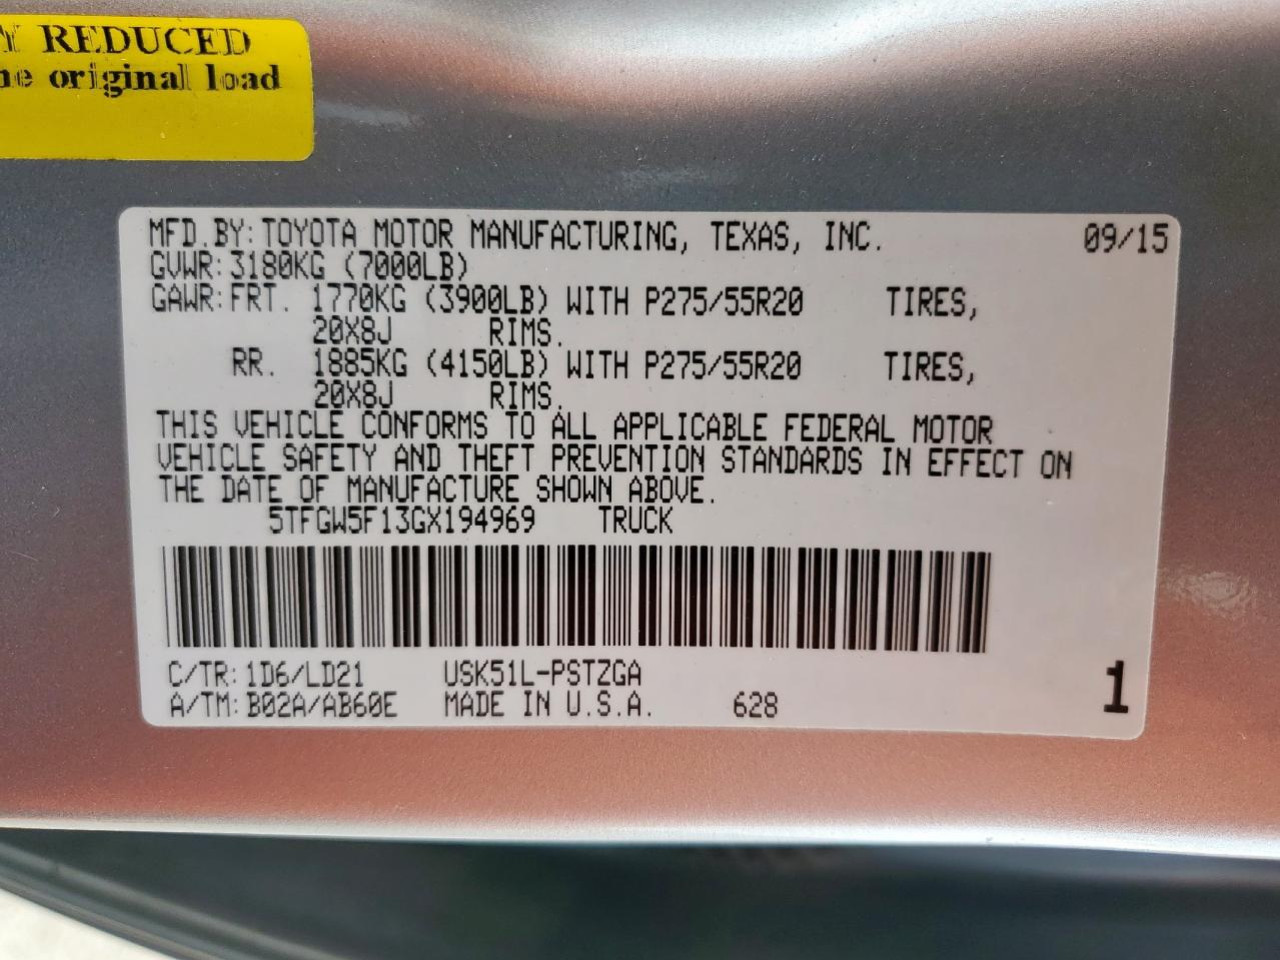 Y REDUCED
original load
MFD.BY:TOYOTA MOTOR MANUFACTURING, TEXAS, INC. 09/15
GVWR:3180KG (7000LB)
GAWR:FRT. 1770KG (3900LB) WITH P275/55R20 TIRES,
20X8J RIMS.
RR. 1885KG (4150LB) WITH P275/55R20 TIRES,
20X8J RIMS.
THIS VEHICLE CONFORMS TO ALL APPLICABLE FEDERAL MOTOR
VEHICLE SAFETY AND THEFT PREVENTION STANDARDS IN EFFECT ON
THE DATE OF MANUFACTURE SHOWN ABOVE.
5TFGW5F13GX194969 TRUCK
C/TR:1D6/LD21 USK51L-PSTZGA
A/TM:B02A/AB60E MADE IN U.S.A. 628 1